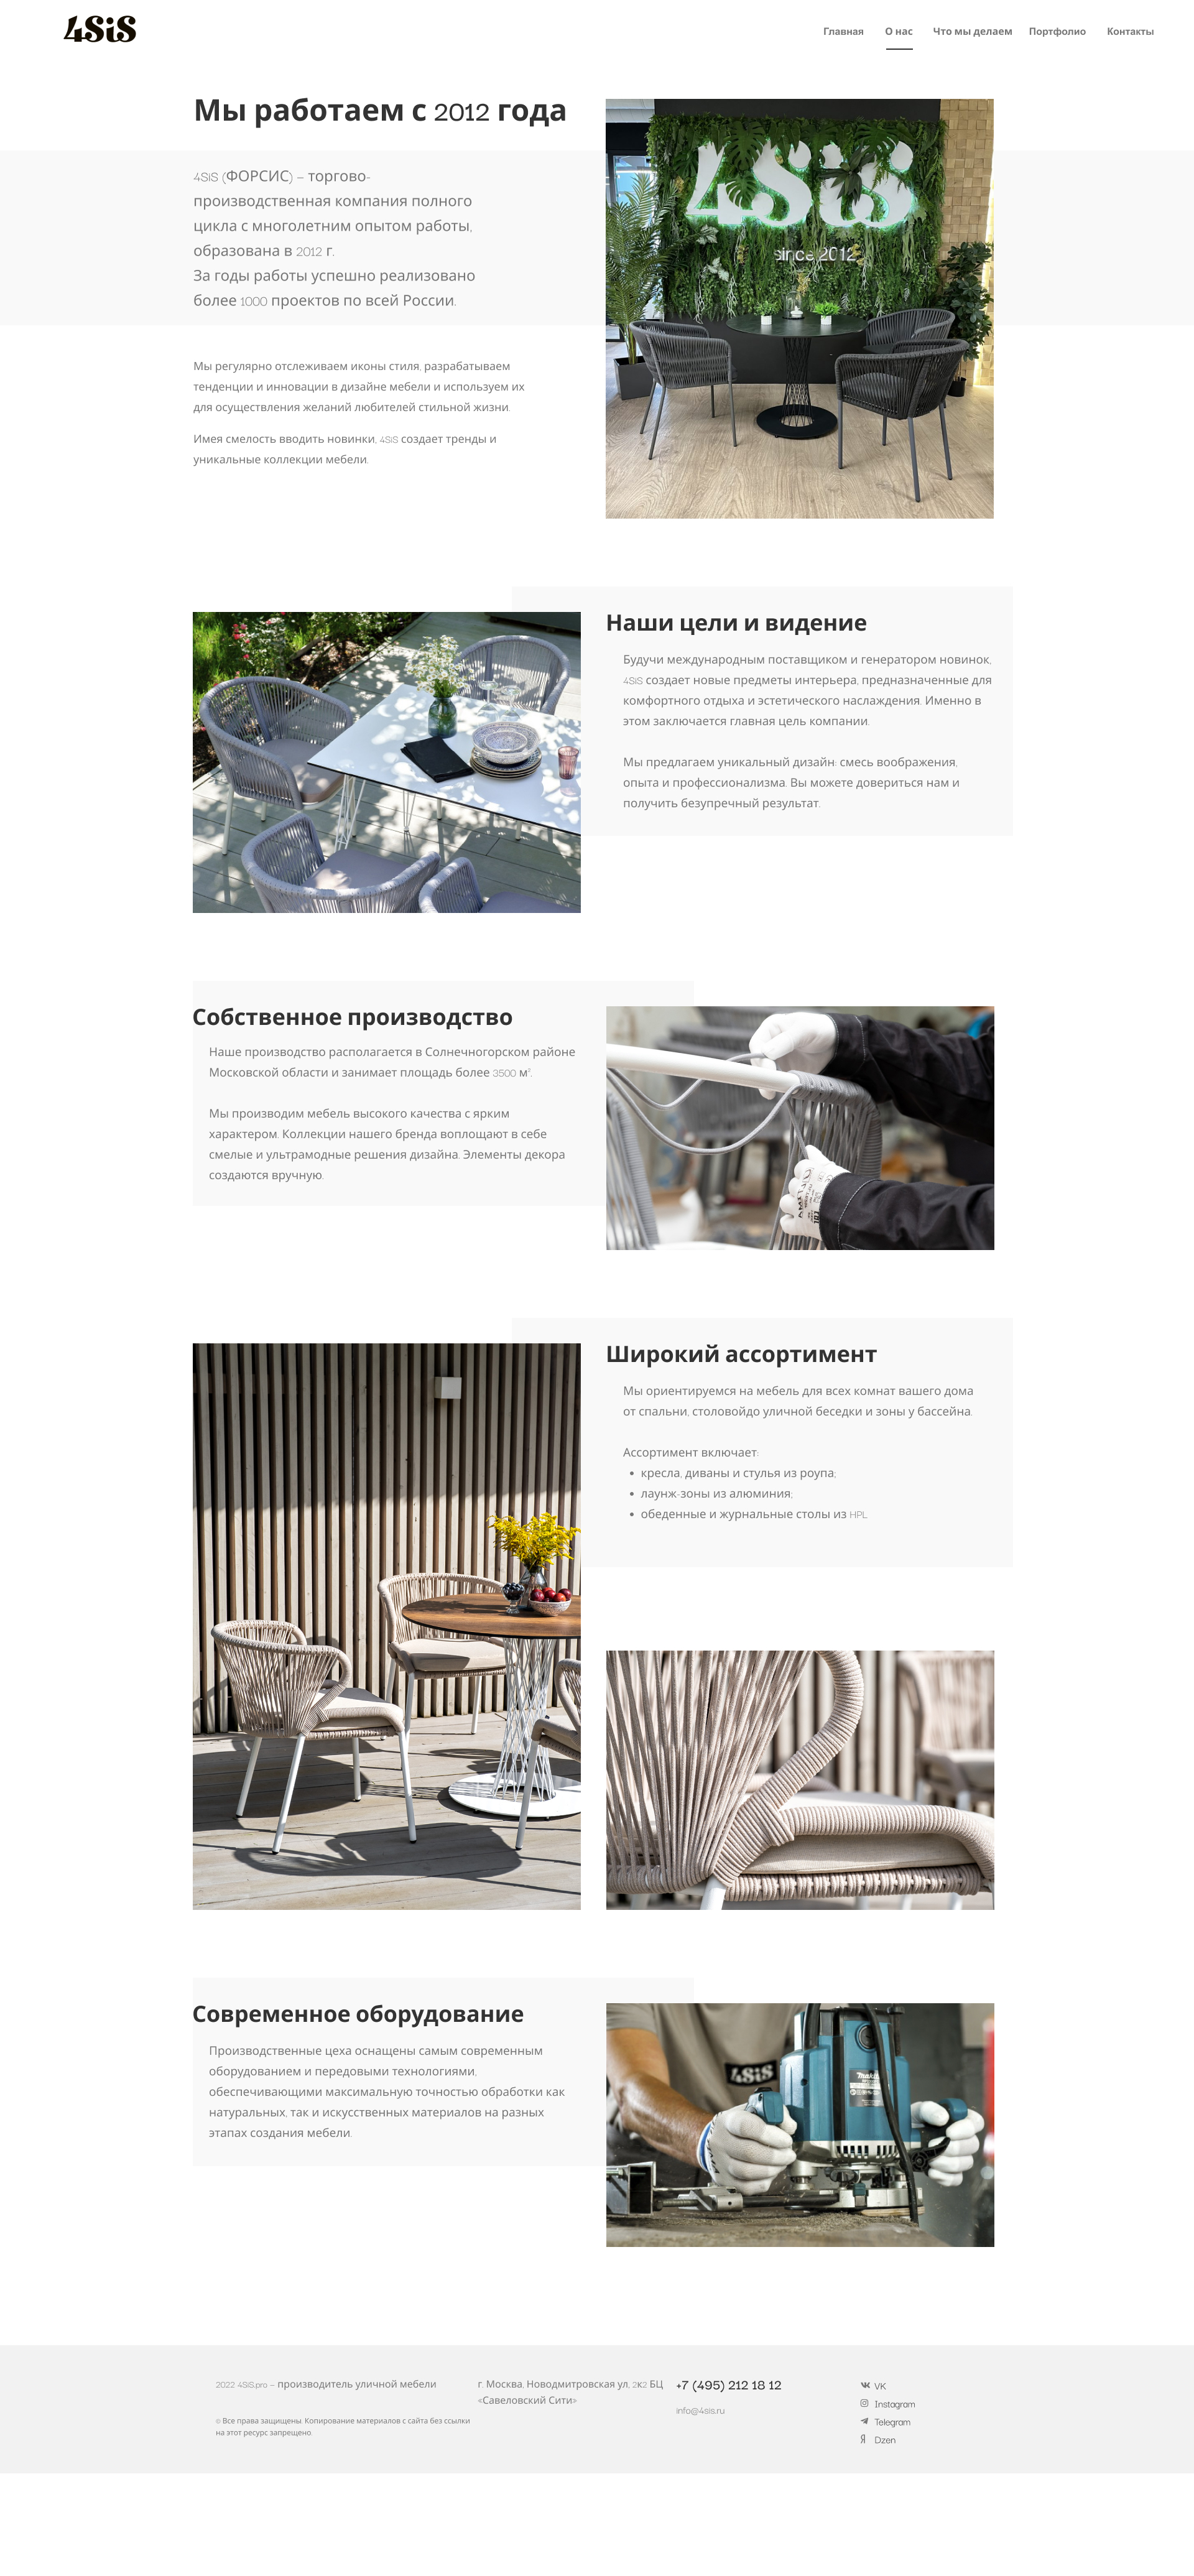 4SiS
Главная О нас Что мы делаем Портфолио Контакты
Мы работаем с 2012 года
4SiS (ФОРСИС) – торгово-
производственная компания полного
цикла с многолетним опытом работы,
образована в 2012 г.
За годы работы успешно реализовано
более 1000 проектов по всей России.
4SiS
since 2012
Мы регулярно отслеживаем иконы стиля, разрабатываем
тенденции и инновации в дизайне мебели и используем их
для осуществления желаний любителей стильной жизни.
Имея смелость вводить новинки, 4SiS создает тренды и
уникальные коллекции мебели.
Наши цели и видение
Будучи международным поставщиком и генератором новинок,
4SiS создает новые предметы интерьера, предназначенные для
комфортного отдыха и эстетического наслаждения. Именно в
этом заключается главная цель компании.
Мы предлагаем уникальный дизайн: смесь воображения,
опыта и профессионализма. Вы можете довериться нам и
получить безупречный результат.
Собственное производство
Наше производство располагается в Солнечногорском районе
Московской области и занимает площадь более 3500 м².
Мы производим мебель высокого качества с ярким
характером. Коллекции нашего бренда воплощают в себе
смелые и ультрамодные решения дизайна. Элементы декора
создаются вручную.
Широкий ассортимент
Мы ориентируемся на мебель для всех комнат вашего дома
от спальни, столовойдо уличной беседки и зоны у бассейна.
Ассортимент включает:
• кресла, диваны и стулья из роупа;
• лаунж-зоны из алюминия;
• обеденные и журнальные столы из HPL.
Современное оборудование
Производственные цеха оснащены самым современным
оборудованием и передовыми технологиями,
обеспечивающими максимальную точностью обработки как
натуральных, так и искусственных материалов на разных
этапах создания мебели.
4SiS
makita
2022 4SiS.pro – производитель уличной мебели
© Все права защищены. Копирование материалов с сайта без ссылки
на этот ресурс запрещено.
г. Москва, Новодмитровская ул, 2к2 БЦ
«Савеловский Сити»
+7 (495) 212 18 12
info@4sis.ru
VK
Instagram
Telegram
Dzen